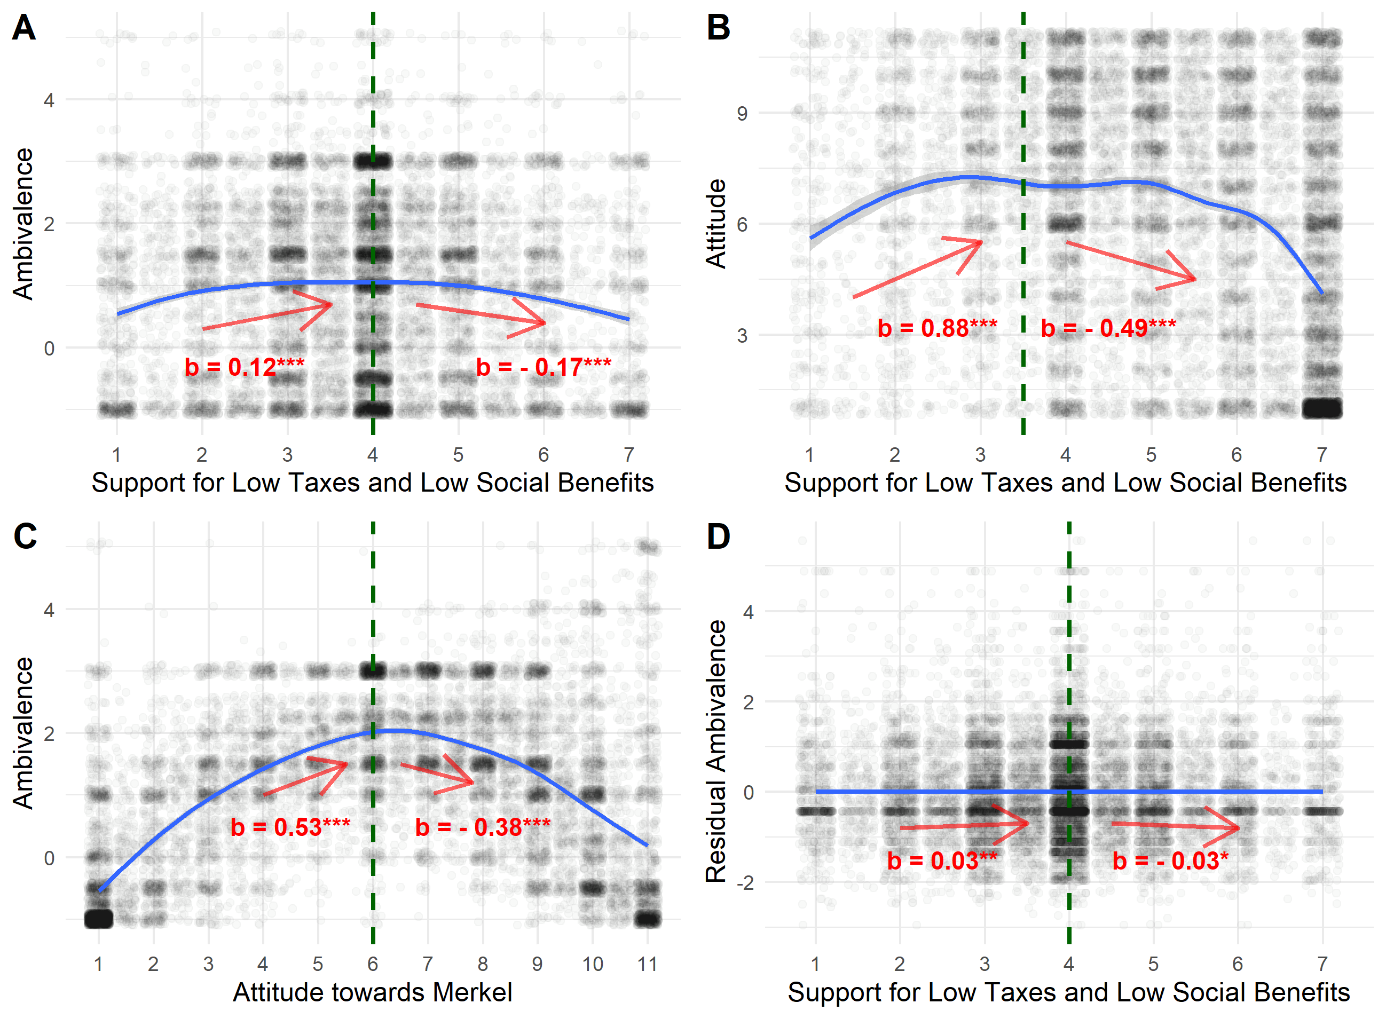 A
Ambivalence
4
2
0
b = 0.12***
b = - 0.17***
1 2 3 4 5 6 7
Support for Low Taxes and Low Social Benefits
B
Attitude
9
6
3
b = 0.88***
b = - 0.49***
1 2 3 4 5 6 7
Support for Low Taxes and Low Social Benefits
C
Ambivalence
4
2
0
b = 0.53***
b = - 0.38***
1 2 3 4 5 6 7 8 9 10 11
Attitude towards Merkel
D
Residual Ambivalence
4
2
0
-2
b = 0.03**
b = - 0.03*
1 2 3 4 5 6 7
Support for Low Taxes and Low Social Benefits